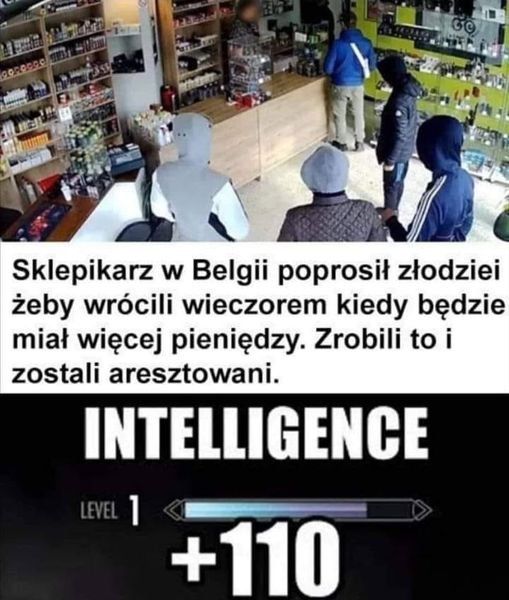 Sklepikarz w Belgii poprosił złodziei
żeby wrócili wieczorem kiedy będzie
miał więcej pieniędzy. Zrobili to i
zostali aresztowani.
INTELLIGENCE
LEVEL 1
+110